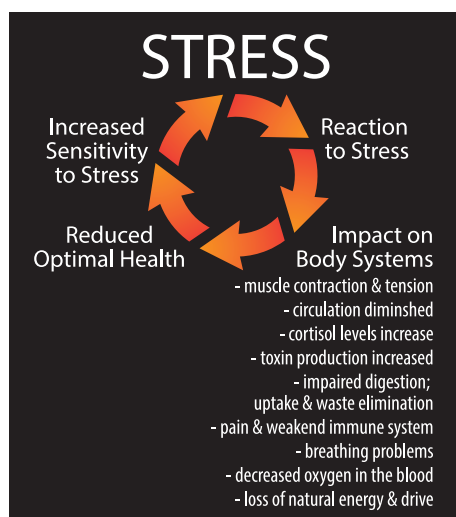 STRESS
Increased
Sensitivity
to Stress
Reaction
to Stress
Reduced
Optimal Health
Impact on
Body Systems
- muscle contraction & tension
- circulation diminshed
- cortisol levels increase
- toxin production increased
- impaired digestion;
uptake & waste elimination
- pain & weakend immune system
- breathing problems
- decreased oxygen in the blood
- loss of natural energy & drive